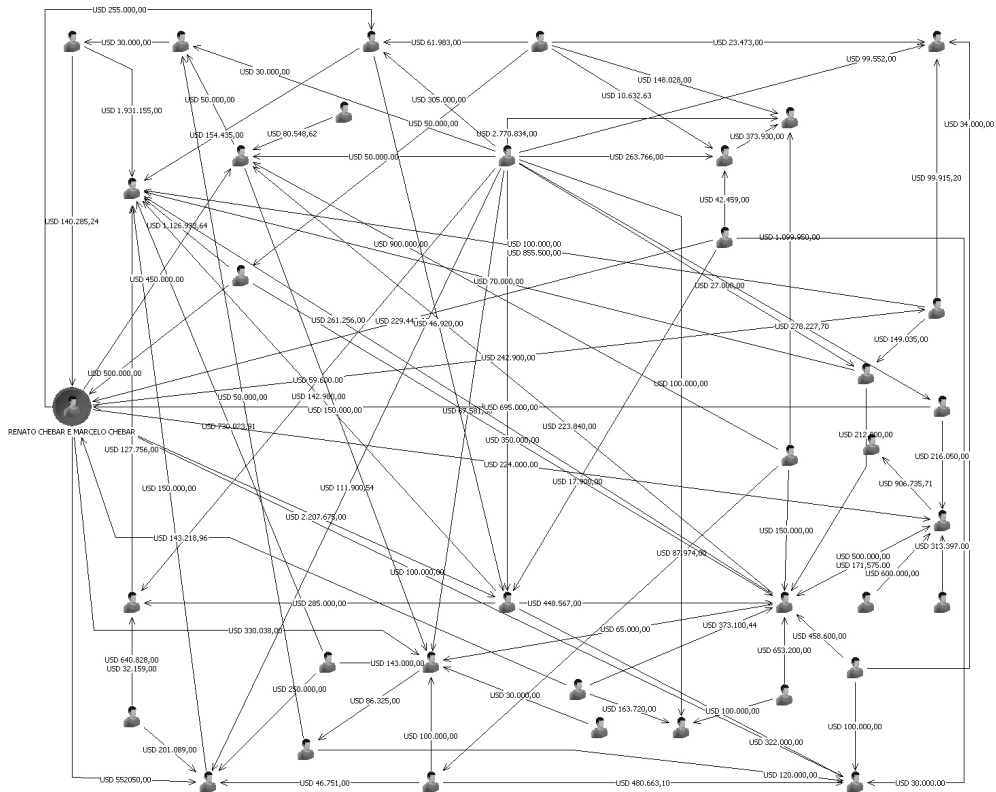 USD 255.000,00
USD 30.000,00
USD 61.983,00
USD 23.473,00
USD 99.552,00
USD 30.000,00
USD 148.028,00
USD 50.000,00
USD 305.000,00
USD 10.632.63
USD 1.931.155,00
USD 34.000,00
USD 50.000,00
USD 154.435,00
USD 80.548,62
USD 2.770.834,00
USD 373.930,00
USD 50.000.00
USD 263.766,00
USD 99.915,20
USD 42.459,00
USD 140.285,24
USD 1.099.950,00
USD 900.000,00
USD 100.000,00
USD 855.500,00
USD 450.000.00
USD 70.000,00
USD 27.008,00
USD 261.256,00
USD 46.920,00
USD 278.227,70
USD 149.035,00
USD 242.900,00
USD 500.000,00
USD 59.600.00
USD 100.000,00
USD 50.000,00
USD 142.980,00
USD 150.000,00
USD 695.000,00
RENATO CHEBAR E MARCELO CHEBAR
USD 730.023,91
USD 223.840,00
USD 350.000,00
USD 127.756,00
USD 216.050,00
USD 224.000.00
USD 150.000,00
USD 111.900,54
USD 17.900,00
USD 906.735,71
USD 2.207.675,00
USD 150.000,00
USD 143.218,96
USD 313.397.00
USD 87.974,00
USD 500.000,00
USD 171,575.00
USD 100.000,00
USD 600.000,00
USD 285.000,00
USD 448.567,00
USD 330.038,00
USD 65.000,00
USD 373.100,44
USD 458.600,00
USD 653.200,00
USD 640.828,00
USD 32.159,00
USD 143.000,00
USD 250.000,00
USD 86.325,00
USD 30.000.00
USD 163.720,00
USD 100.000,00
USD 100.000,00
USD 100.000,00
USD 322.000,00
USD 201.089,00
USD 120.000,00
USD 552050,00
USD 46.751,00
USD 480.663,10
USD 30.000.00